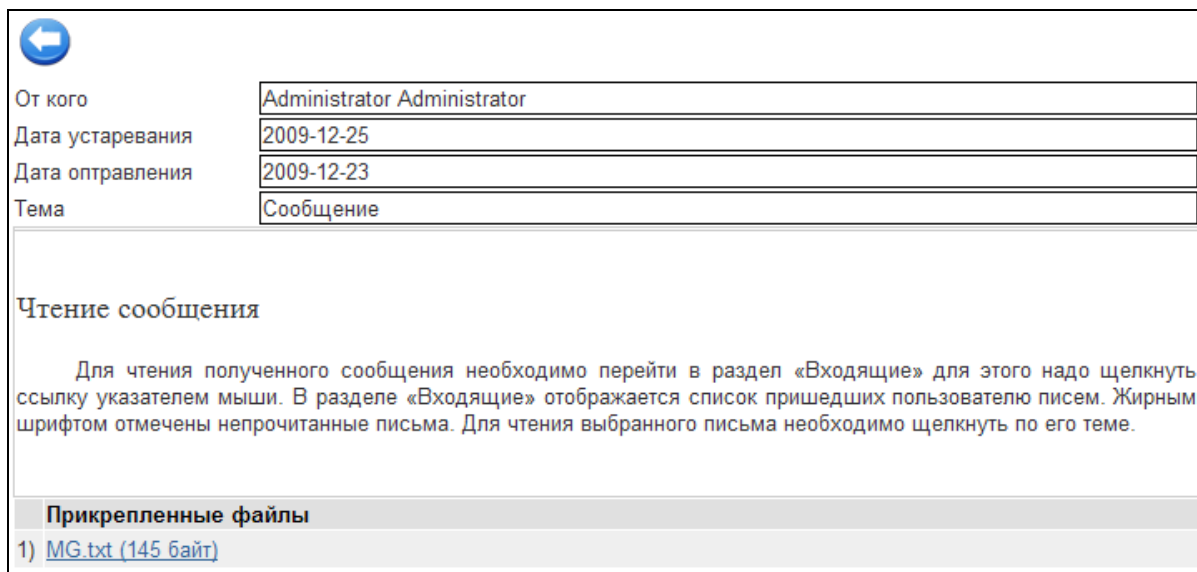 От кого Administrator Administrator
Дата устаревания 2009-12-25
Дата оптравления 2009-12-23
Тема Сообщение
Чтение сообщения
Для чтения полученного сообщения необходимо перейти в раздел «Входящие» для этого надо щелкнуть
ссылку указателем мыши. В разделе «Входящие» отображается список пришедших пользователю писем. Жирным
шрифтом отмечены непрочитанные письма. Для чтения выбранного письма необходимо щелкнуть по его теме.
Прикрепленные файлы
1) MG.txt (145 байт)